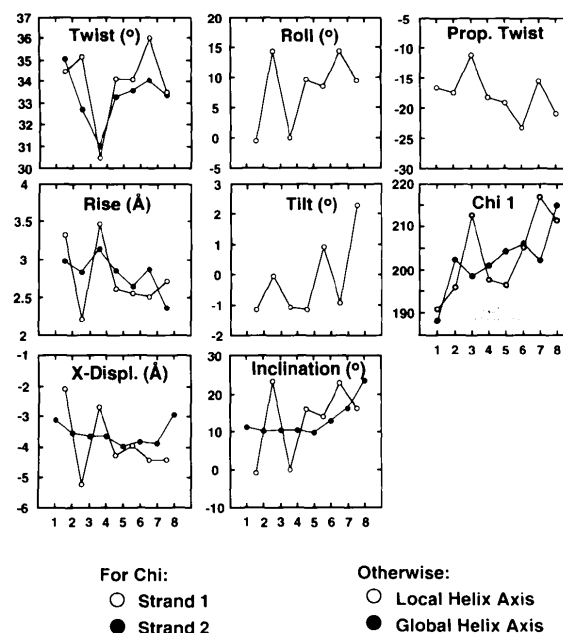 Twist (º)
37
36
35
34
33
32
31
30
Roll (º)
20
15
10
5
0
-5
Prop. Twist
-5
-10
-15
-20
-25
-30
Rise (Å)
4
3.5
3
2.5
2
Tilt (º)
3
2
1
0
-1
-2
Chi 1
220
210
200
190
1 2 3 4 5 6 7 8
X-Displ. (Å)
-1
-2
-3
-4
-5
-6
1 2 3 4 5 6 7 8
Inclination (º)
30
20
10
0
-10
1 2 3 4 5 6 7 8
For Chi:
Strand 1
Strand 2
Otherwise:
Local Helix Axis
Global Helix Axis